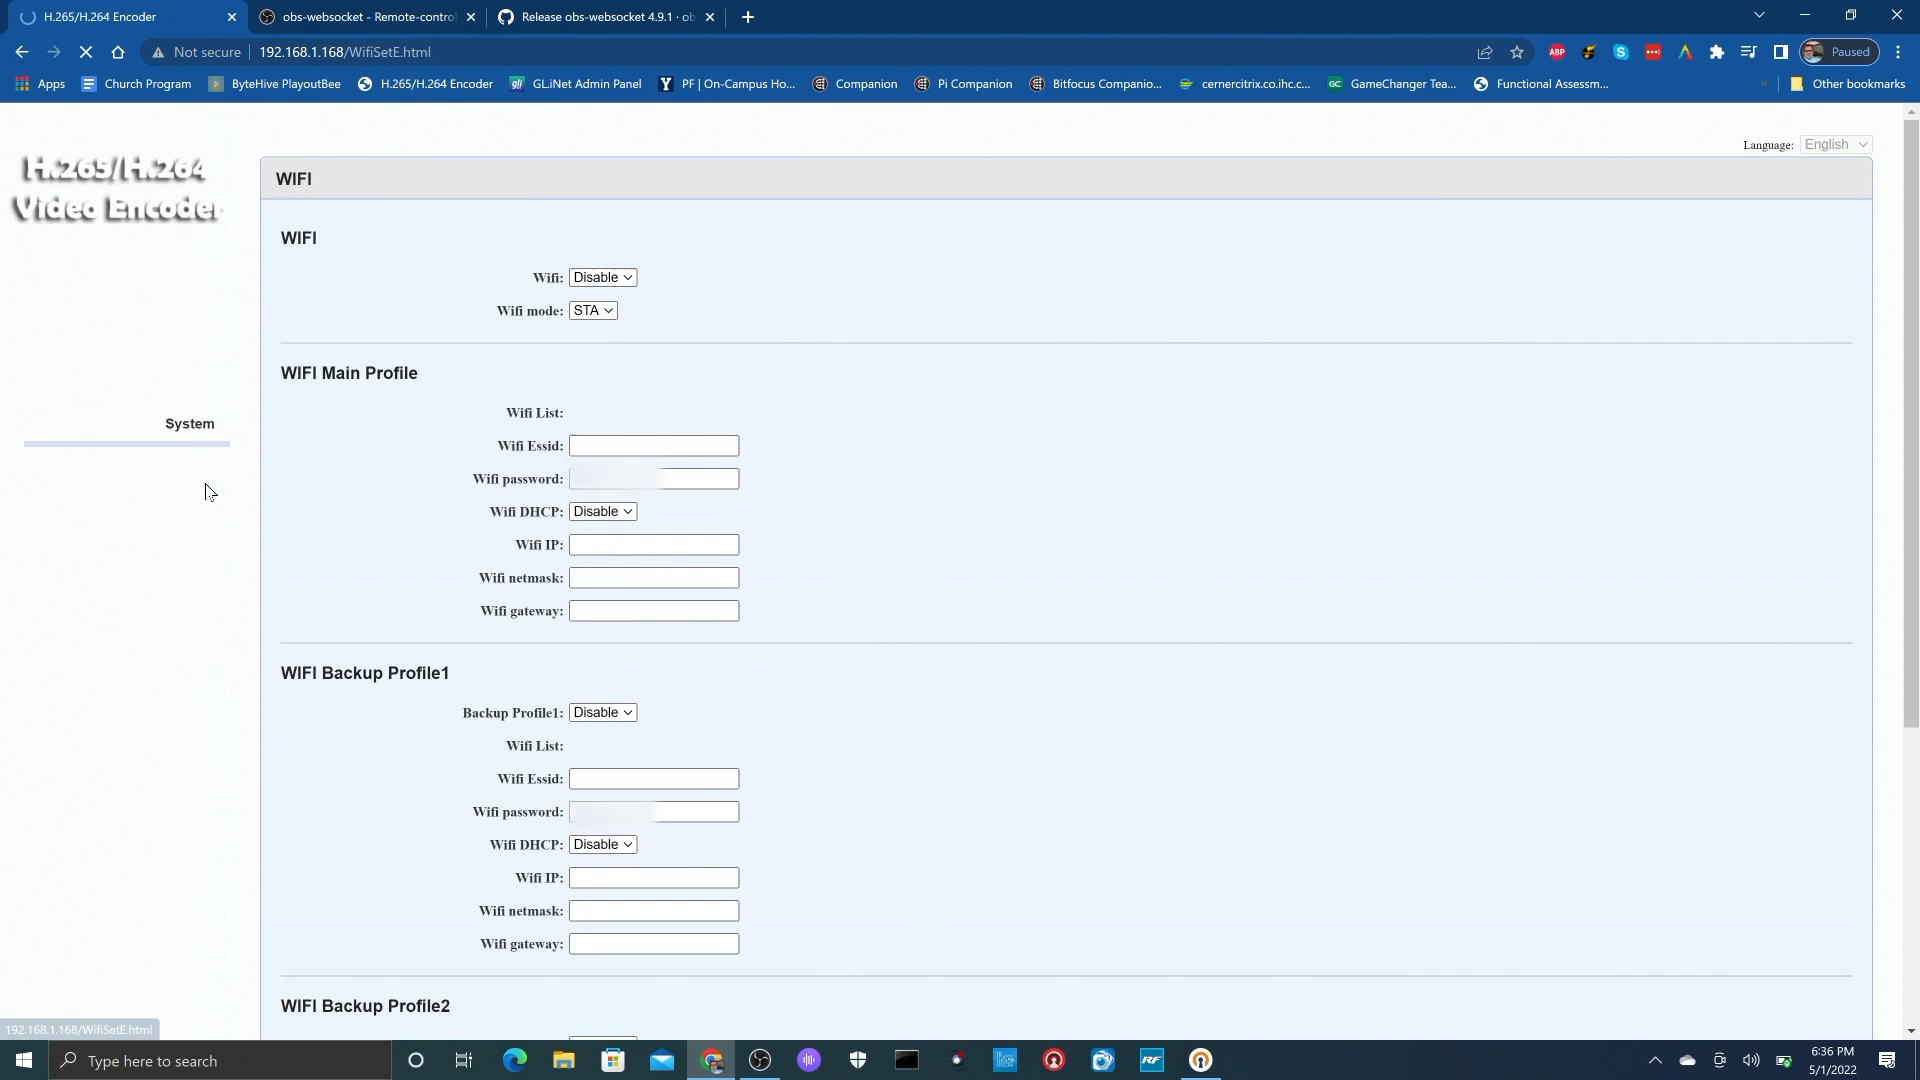 H.265/H.264 Encoder
obs-websocket - Remote-control
Release obs-websocket 4.9.1 · ob
Not secure
192.168.1.168/WifiSetE.html
ABP
Paused
Apps
Church Program
ByteHive PlayoutBee
H.265/H.264 Encoder
gli
GL.iNet Admin Panel
Y
PF | On-Campus Ho...
Companion
Pi Companion
Bitfocus Companio...
cernercitrix.co.ihc.c...
GC
GameChanger Tea...
Functional Assessm...
»
Other bookmarks
Language: English
H.265/H.264
Video Encoder
System
WIFI
WIFI
Wifi: Disable
Wifi mode: STA
WIFI Main Profile
Wifi List:
Wifi Essid:
Wifi password:
Wifi DHCP: Disable
Wifi IP:
Wifi netmask:
Wifi gateway:
WIFI Backup Profile1
Backup Profile1: Disable
Wifi List:
Wifi Essid:
Wifi password:
Wifi DHCP: Disable
Wifi IP:
Wifi netmask:
Wifi gateway:
WIFI Backup Profile2
192.168.1.168/WifiSetE.html
Type here to search
RF
6:36 PM
5/1/2022